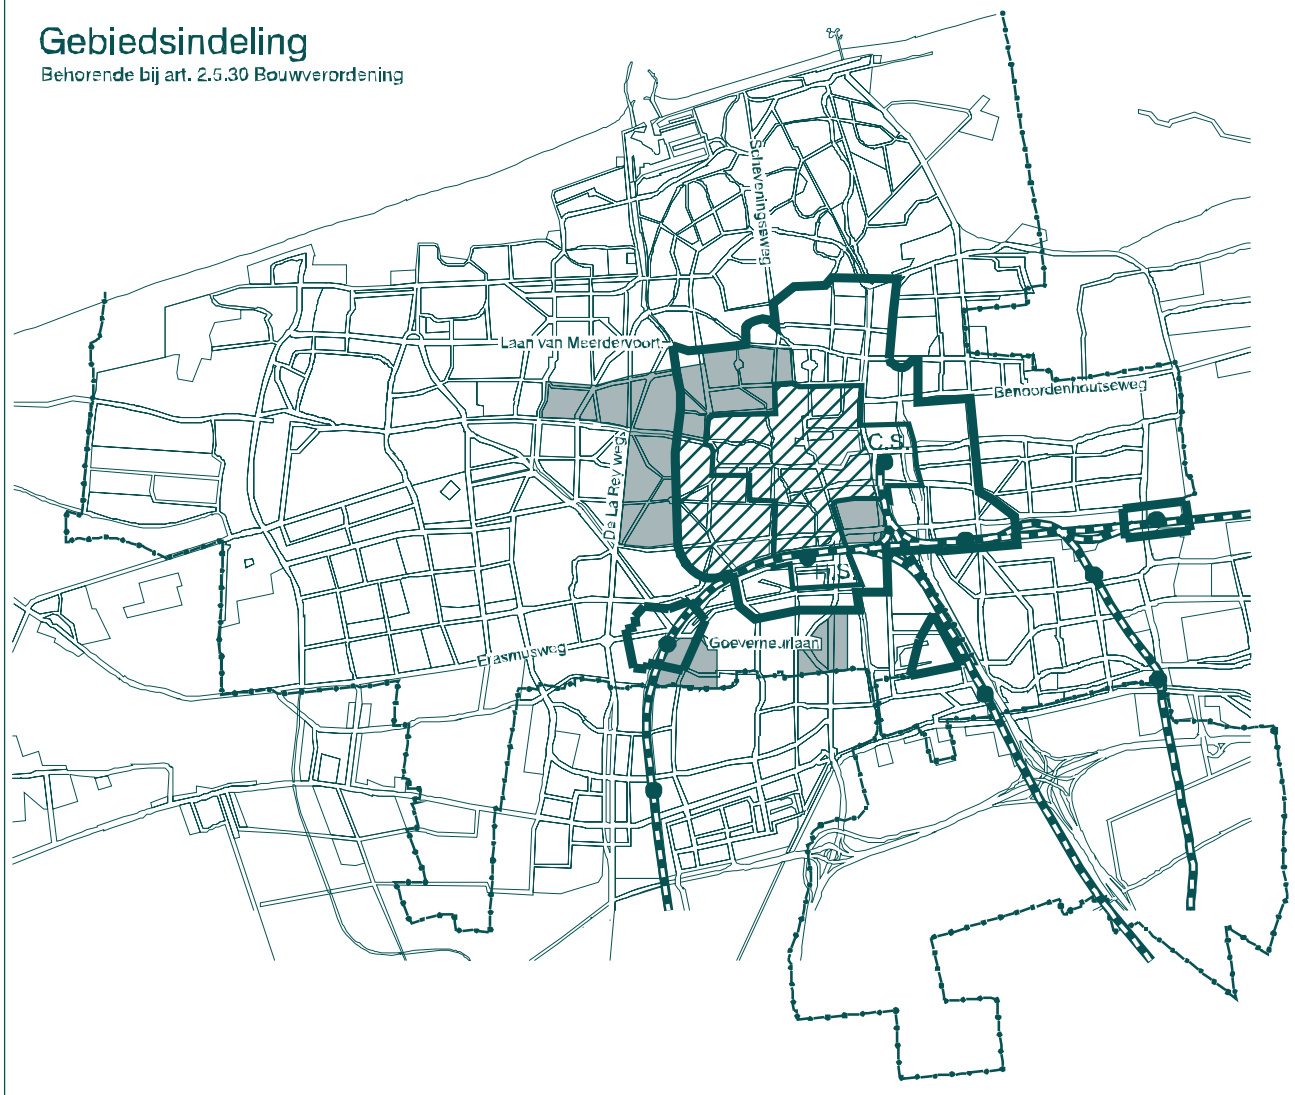 Gebiedsindeling
Behorende bij art. 2.5.30 Bouwverordening
Scheveningseweg
Laan van Meerdervoort
Benoordenhoutseweg
C.S.
De La Reyweg
H.S.
Goeverneurlaan
Erasmusweg